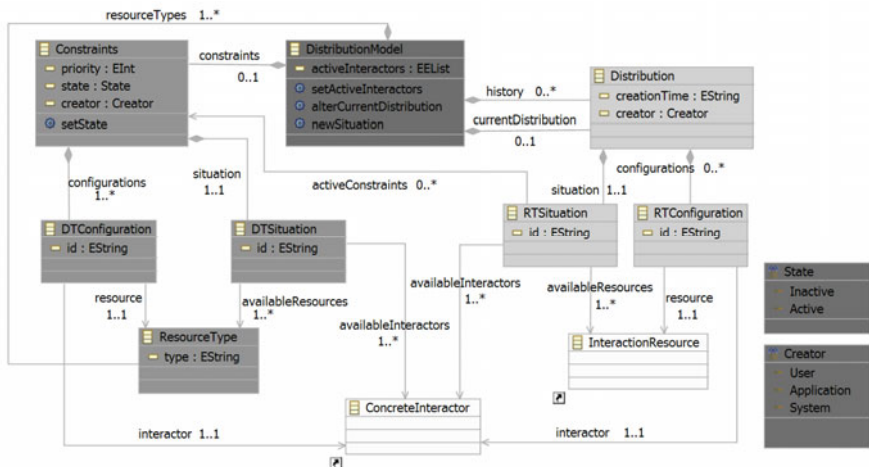 resourceTypes 1..*
Constraints
priority : EInt
state : State
creator : Creator
setState
constraints
0..1
DistributionModel
activeInteractors : EEList
setActiveInteractors
alterCurrentDistribution
newSituation
history 0..*
currentDistribution
0..1
Distribution
creationTime : EString
creator : Creator
configurations
1..*
situation
1..1
activeConstraints 0..*
situation 1..1
configurations 0..*
DTConfiguration
id : EString
DTSituation
id : EString
RTSituation
id : EString
RTConfiguration
id : EString
resource
1..1
availableResources
1..*
availableInteractors
1..*
availableInteractors
1..*
availableResources
1..*
resource
1..1
State
Inactive
Active
ResourceType
type : EString
InteractionResource
Creator
User
Application
System
ConcreteInteractor
interactor 1..1
interactor 1..1